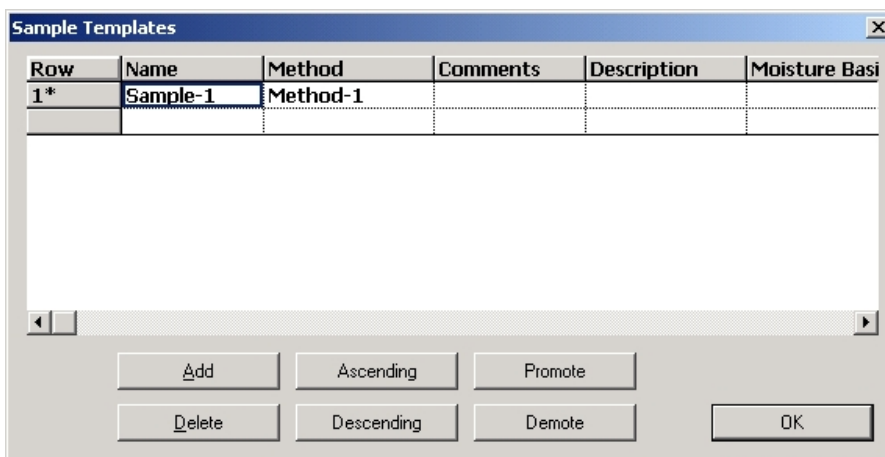 Sample Templates
Row Name Method Comments Description Moisture Basi
1* Sample-1 Method-1
Add Ascending Promote
Delete Descending Demote OK